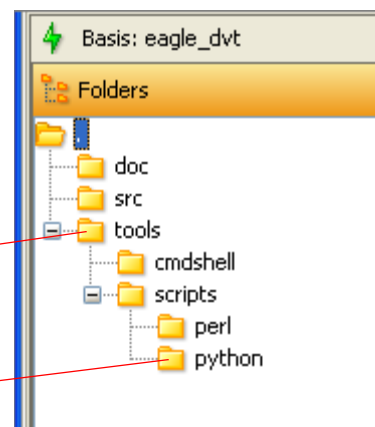 Basis: eagle_dvt
Folders
.
doc
src
tools
cmdshell
scripts
perl
python